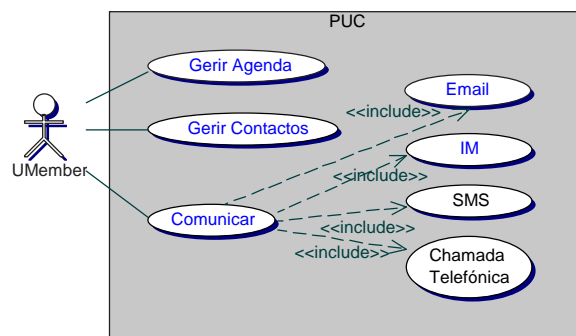 PUC
Gerir Agenda
Email
<<include>>
Gerir Contactos
UMember
IM
<<include>>
SMS
Comunicar
<<include>>
<<include>>
Chamada
Telefónica